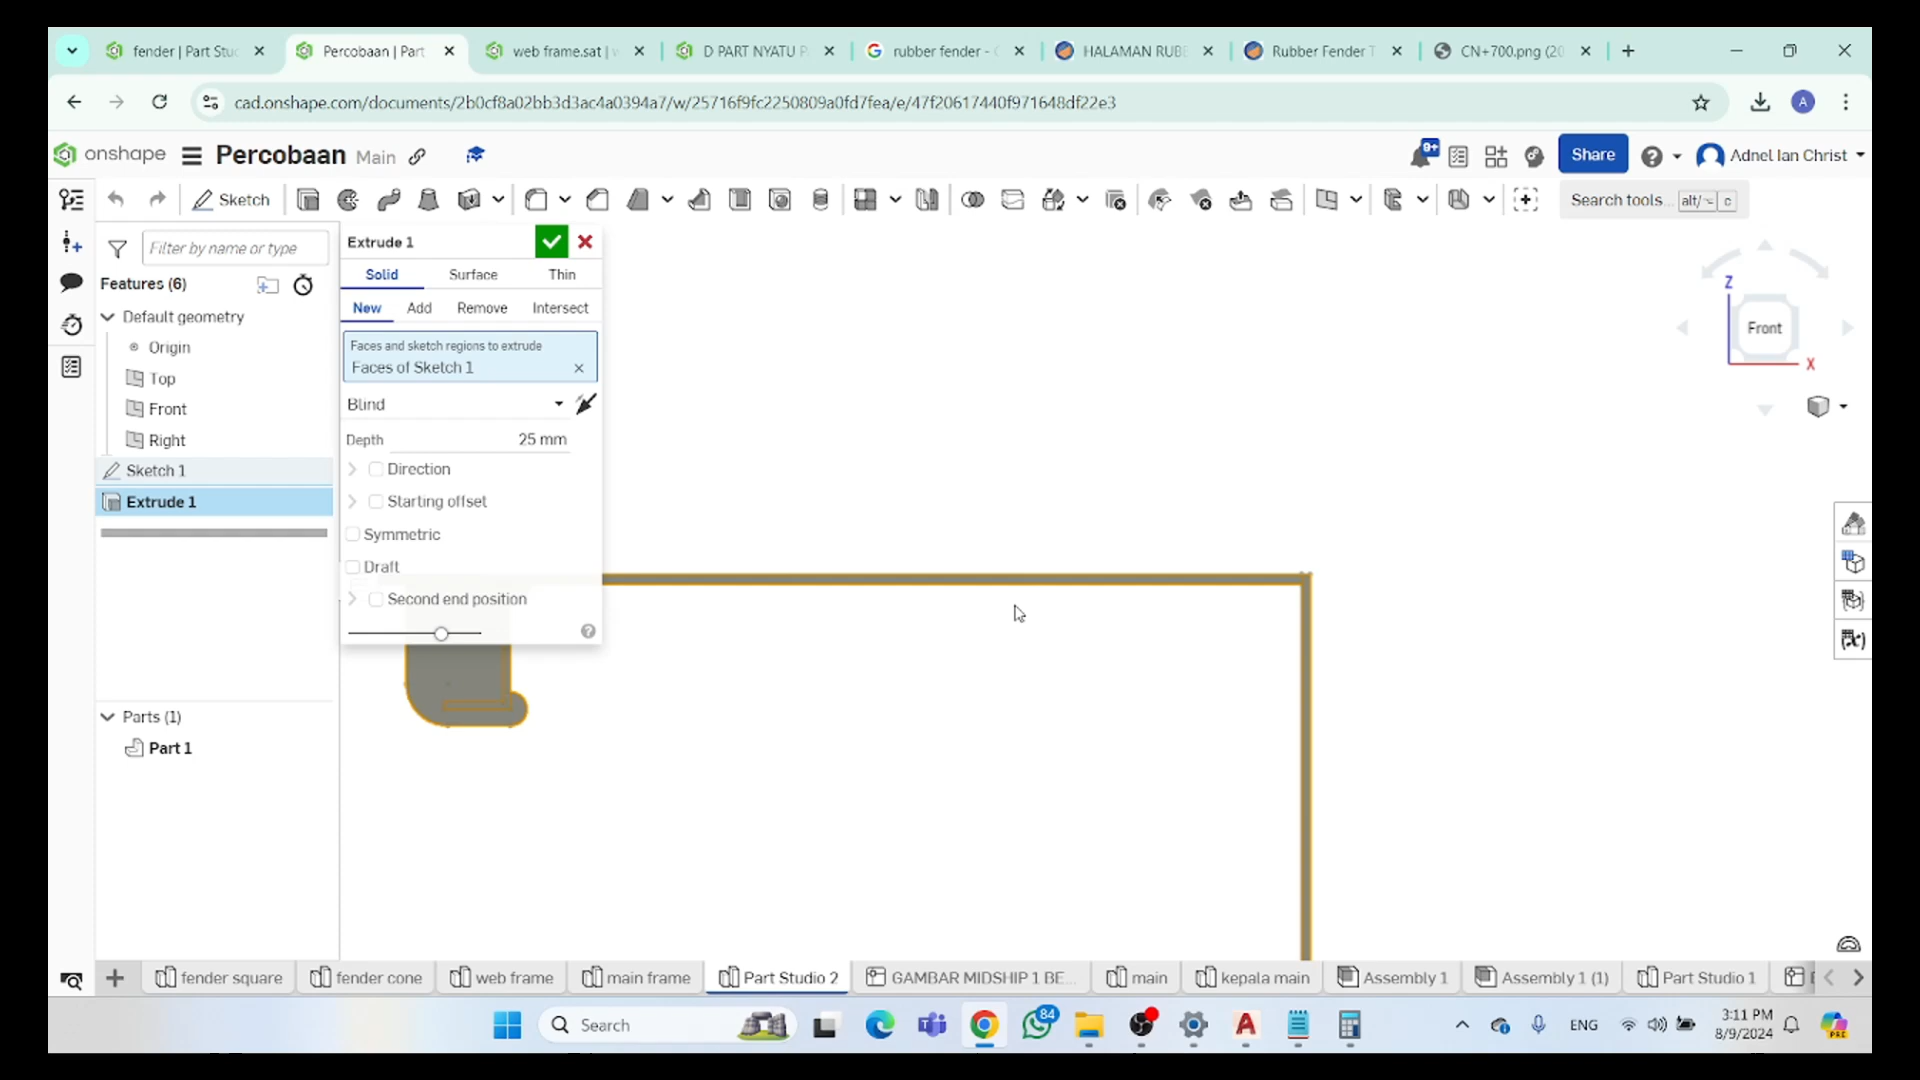 fender | Part Stu
Percobaan | Part
web frame.sat |
D PART NYATU P
rubber fender -
HALAMAN RUB
Rubber Fender T
CN+700.png (20
cad.onshape.com/documents/2b0cf8a02bb3d3ac4a0394a7/w/25716f9fc2250809a0fd7fea/e/47f20617440f971648df22e3
A
onshape
Percobaan Main
9+
Share
Adnel Ian Christ
Sketch
Search tools... alt/⌥ c
Filter by name or type
Features (6)
Default geometry
Origin
Top
Front
Right
Sketch 1
Extrude 1
Parts (1)
Part 1
Extrude 1
Solid Surface Thin
New Add Remove Intersect
Faces and sketch regions to extrude
Faces of Sketch 1
Blind
Depth 25 mm
Direction
Starting offset
Symmetric
Draft
Second end position
Z
Front
X
fender square
fender cone
web frame
main frame
Part Studio 2
GAMBAR MIDSHIP 1 BE...
main
kepala main
Assembly 1
Assembly 1 (1)
Part Studio 1
Search
84
ENG
3:11 PM
8/9/2024
PRE